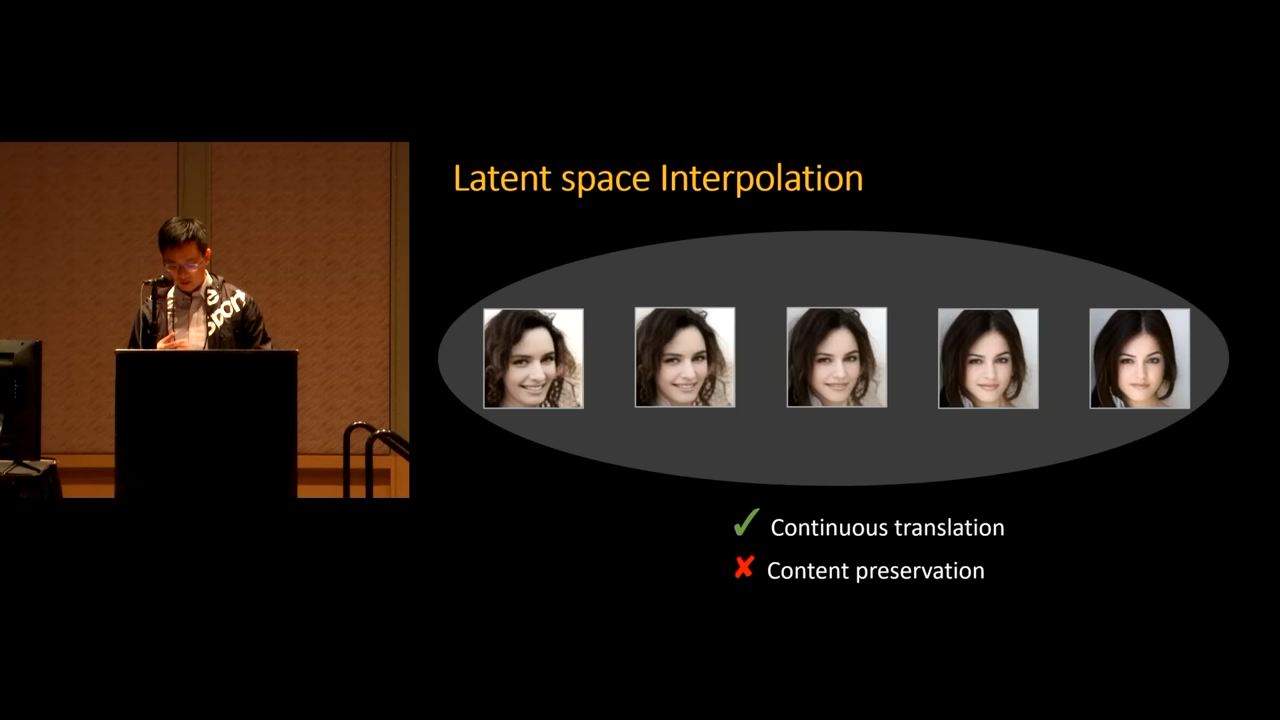 Latent space Interpolation
✓ Continuous translation
✘ Content preservation